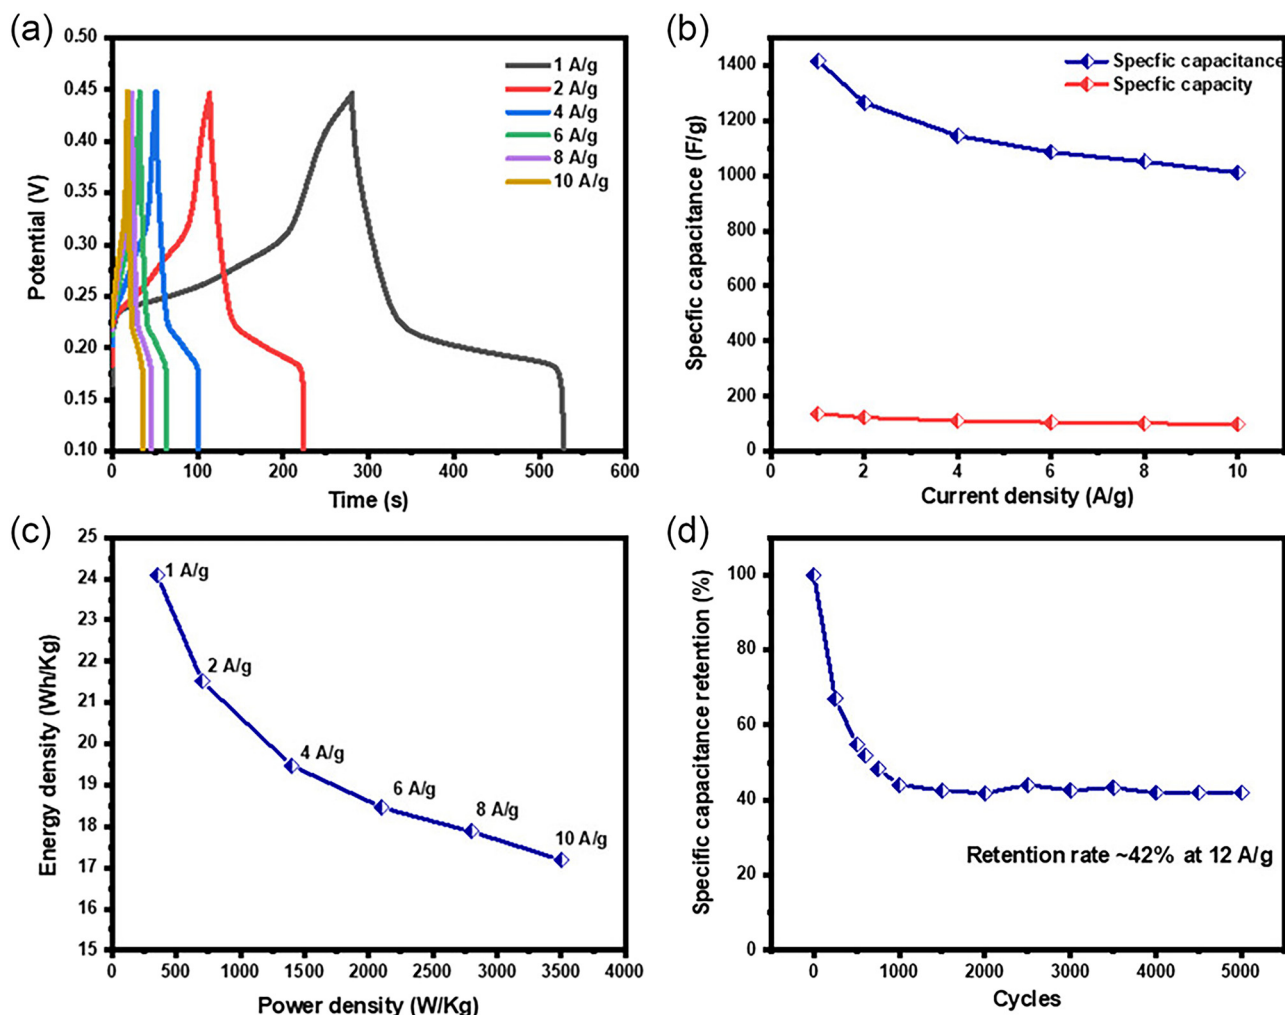 (a)
0.50
0.45
0.40
0.35
0.30
0.25
0.20
0.15
0.10
Potential (V)
1 A/g
2 A/g
4 A/g
6 A/g
8 A/g
10 A/g
0 100 200 300 400 500 600
Time (s)
(b)
1400
1200
1000
800
600
400
200
0
Specfic capacitance (F/g)
Specfic capacitance
Specfic capacity
0 2 4 6 8 10
Current density (A/g)
(c)
25
24
23
22
21
20
19
18
17
16
15
Energy density (Wh/Kg)
1 A/g
2 A/g
4 A/g
6 A/g
8 A/g
10 A/g
0 500 1000 1500 2000 2500 3000 3500 4000
Power density (W/Kg)
(d)
100
80
60
40
20
0
Specific capacitance retention (%)
Retention rate ~42% at 12 A/g
0 1000 2000 3000 4000 5000
Cycles